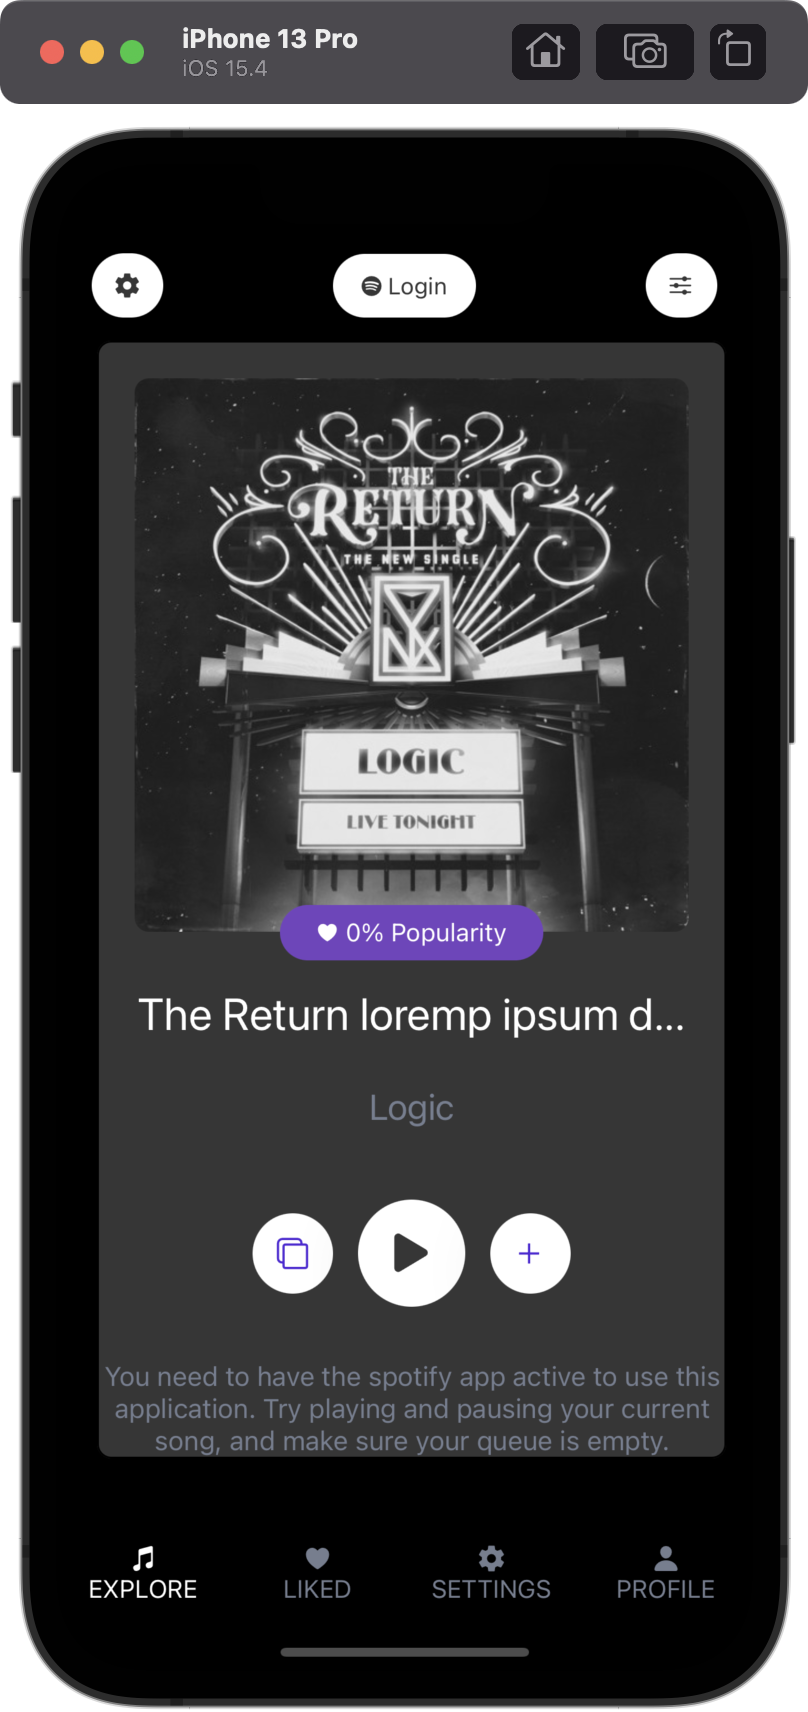 iPhone 13 Pro
iOS 15.4
Login
THE
RETURN
THE NEW SINGLE
LOGIC
LIVE TONIGHT
0% Popularity
The Return loremp ipsum d...
Logic
You need to have the spotify app active to use this
application. Try playing and pausing your current
song, and make sure your queue is empty.
EXPLORE
LIKED
SETTINGS
PROFILE